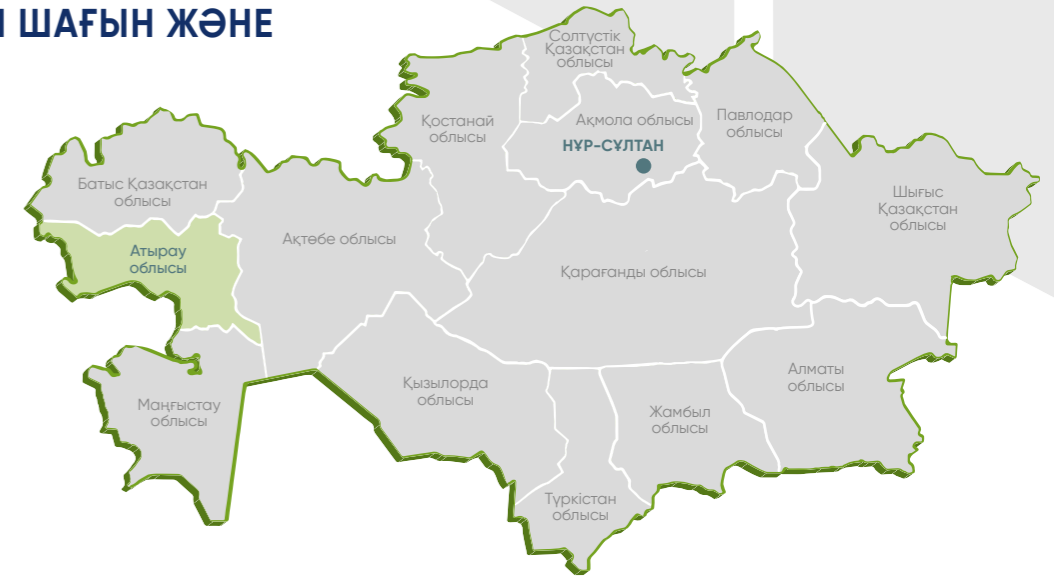 ШАҒЫН ЖӘНЕ
Солтүстік
Қазақстан
облысы
Қостанай
облысы
Ақмола облысы
НҰР-СҰЛТАН
Павлодар
облысы
Батыс Қазақстан
облысы
Шығыс
Қазақстан
облысы
Атырау
облысы
Ақтөбе облысы
Қарағанды облысы
Маңғыстау
облысы
Қызылорда
облысы
Алматы
облысы
Жамбыл
облысы
Түркістан
облысы